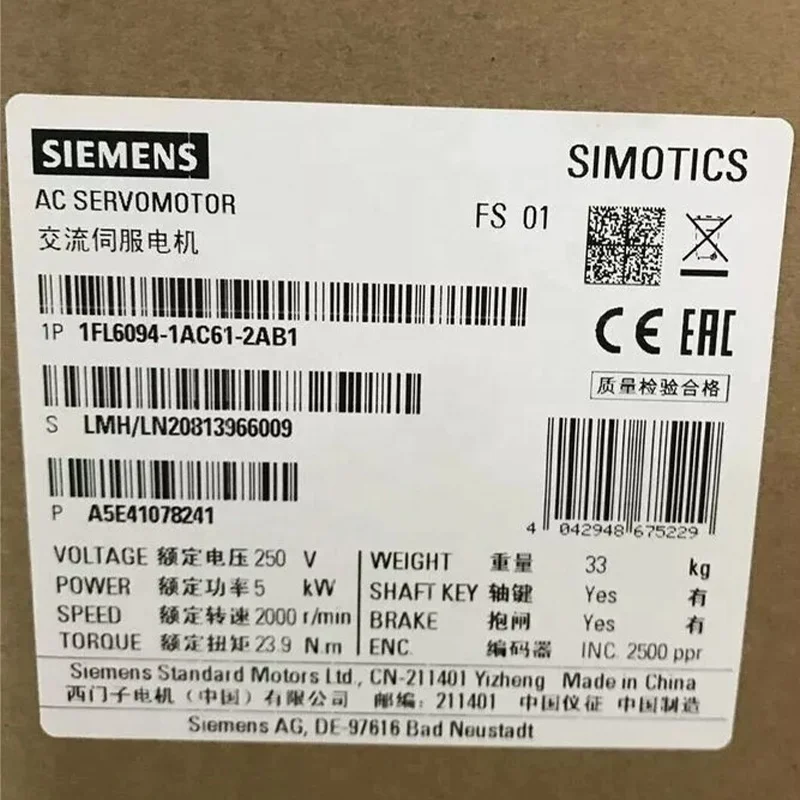 SIEMENS
SIMOTICS
AC SERVOMOTOR
FS 01
交流伺服电机
1P 1FL6094-1AC61-2AB1
CE EAC
质量检验合格
S LMH/LN20813966009
P A5E41078241
4 042948 675229
VOLTAGE 额定电压 250 V
POWER 额定功率 5 kW
SPEED 额定转速 2000 r/min
TORQUE 额定扭矩 23.9 N.m
WEIGHT 重量 33 kg
SHAFT KEY 轴键 Yes 有
BRAKE 抱闸 Yes 有
ENC. 编码器 INC. 2500 ppr
Siemens Standard Motors Ltd., CN-211401 Yizheng Made in China
西门子电机（中国）有限公司 邮编: 211401 中国仪征 中国制造
Siemens AG, DE-97616 Bad Neustadt